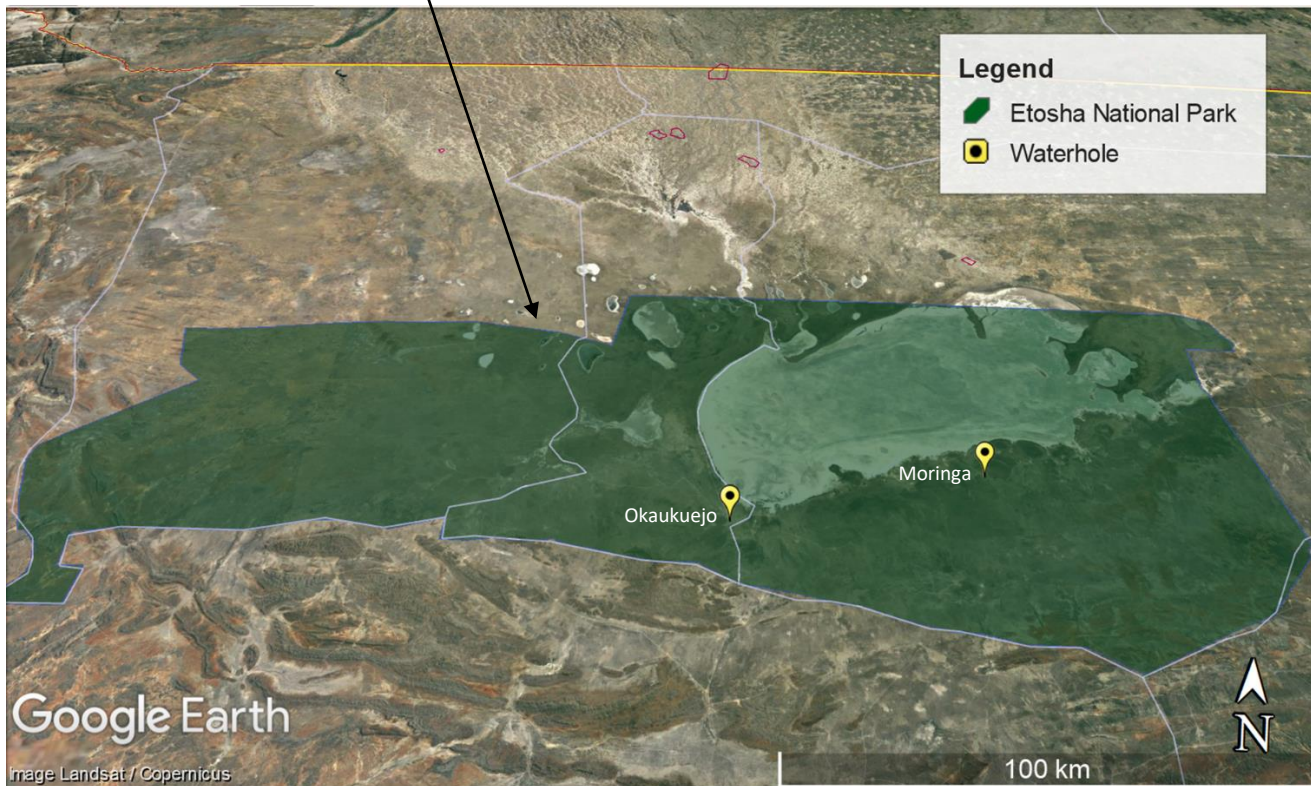 Legend
Etosha National Park
Waterhole
Moringa
Okaukuejo
Google Earth
N
Image Landsat / Copernicus
100 km